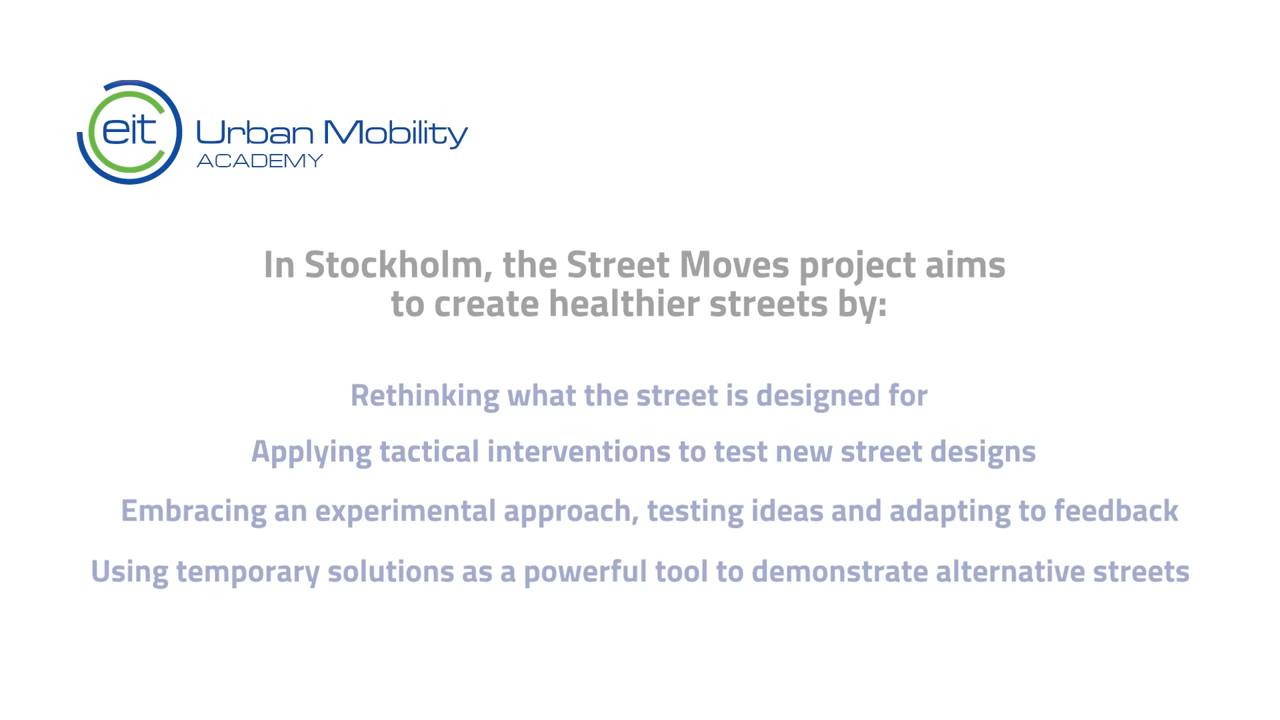 eit Urban Mobility
ACADEMY
In Stockholm, the Street Moves project aims
to create healthier streets by:
Rethinking what the street is designed for
Applying tactical interventions to test new street designs
Embracing an experimental approach, testing ideas and adapting to feedback
Using temporary solutions as a powerful tool to demonstrate alternative streets